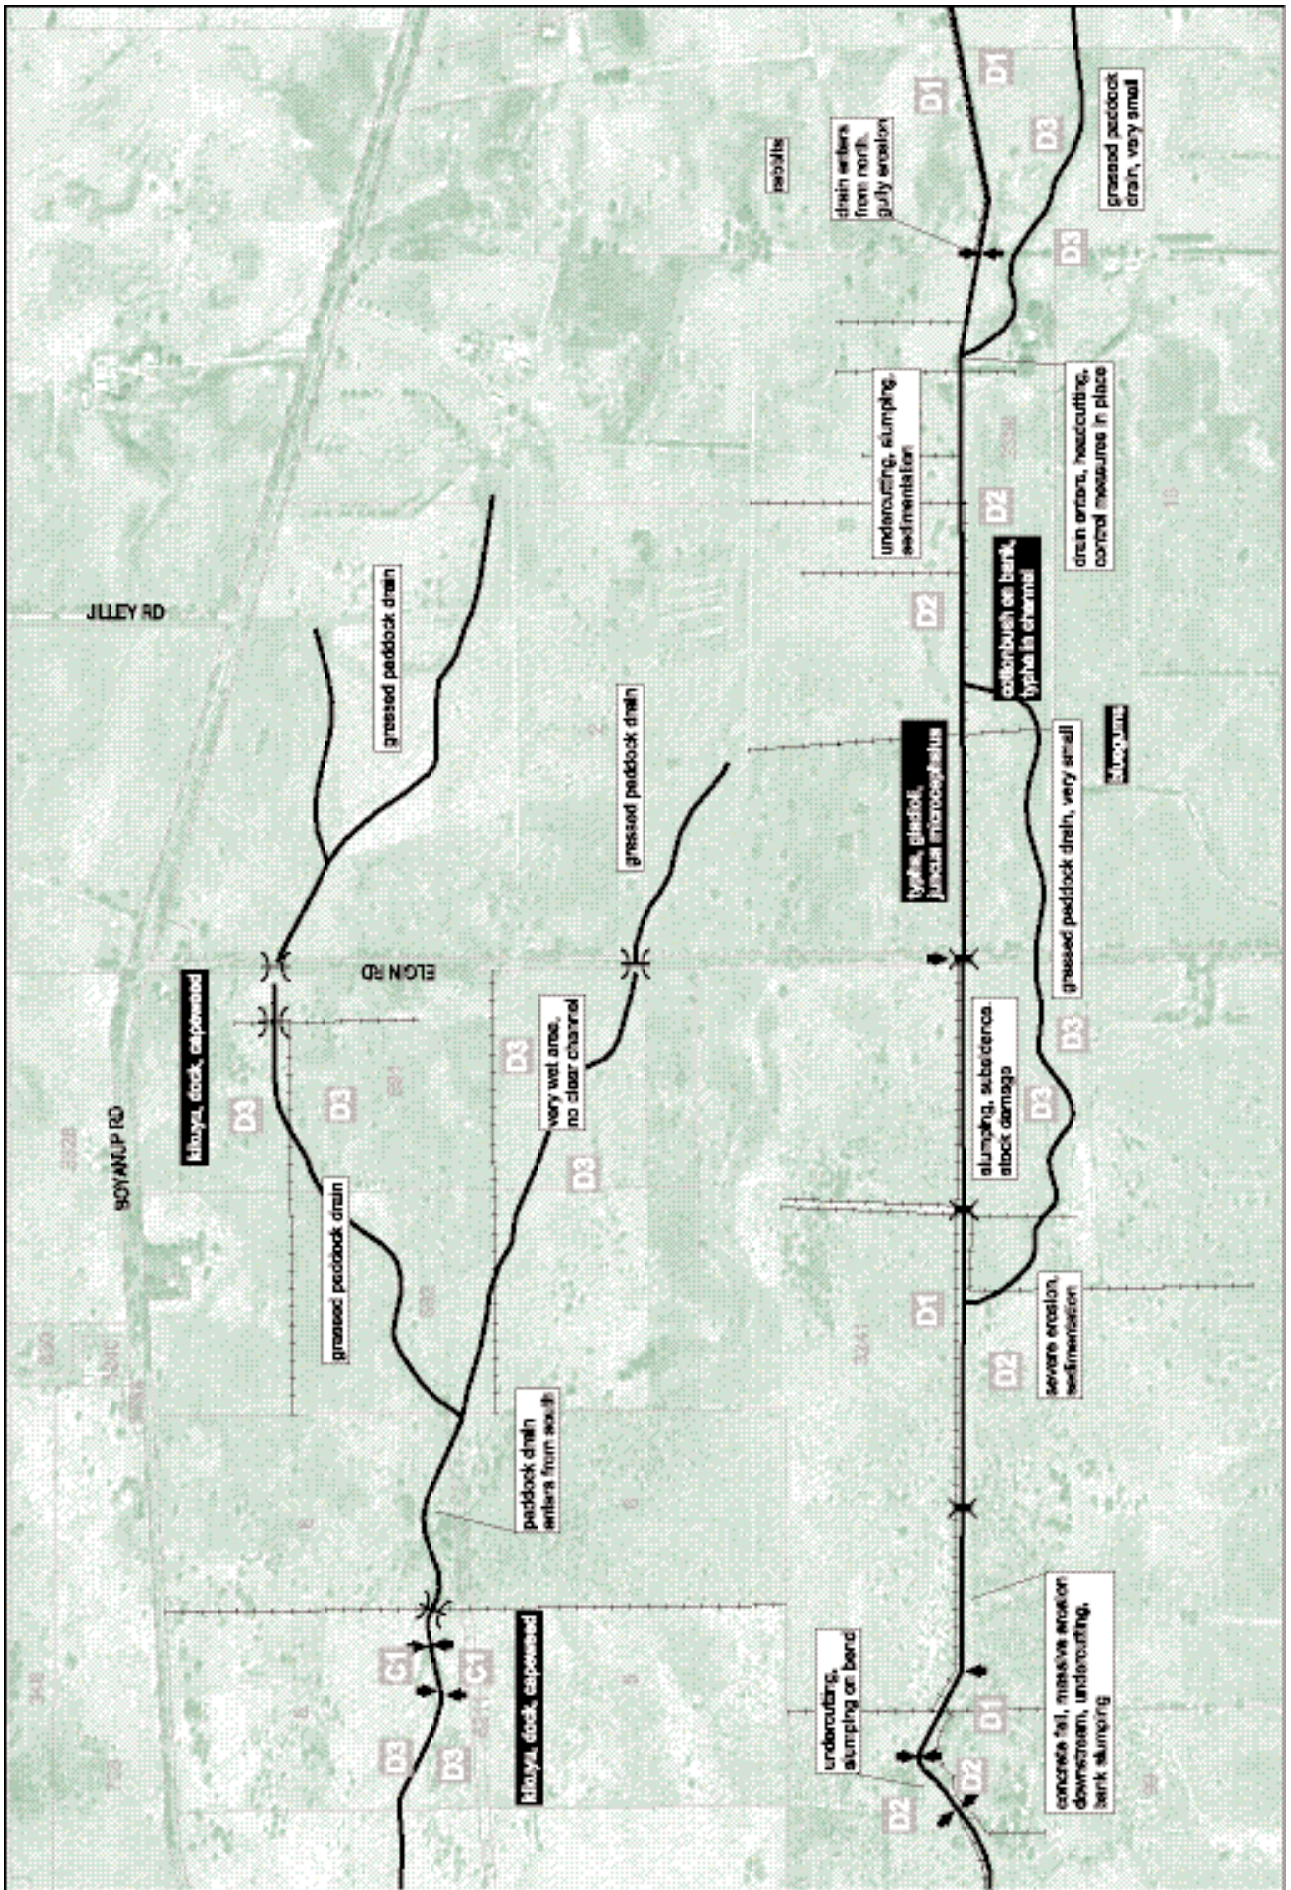 JILLEY RD
BOYANUP RD
ELGIN RD
kikuyu, dock, capeweed
D3
D3
grassed paddock drain
grassed paddock drain
grassed paddock drain
D3
very wet area,
no clear channel
D3
paddock drain
enters from south
C1
C1
D3
D3
kikuyu, dock, capeweed
rabbits
D1
D1
drain enters
from north,
gully erosion
D3
grassed paddock
drain, very small
D3
undercutting, slumping,
sedimentation
D2
drain enters, headcutting,
control measures in place
D2
cottonbush on bank,
typha in channel
typha, gladioli,
juncus microcephalus
bluegums
grassed paddock drain, very small
D3
slumping, subsidence
stock damage
D3
D1
3241
severe erosion,
sedimentation
D2
undercutting,
slumping on bend
D1
D2
D2
concrete fall, massive erosion
downstream, undercutting,
bank slumping